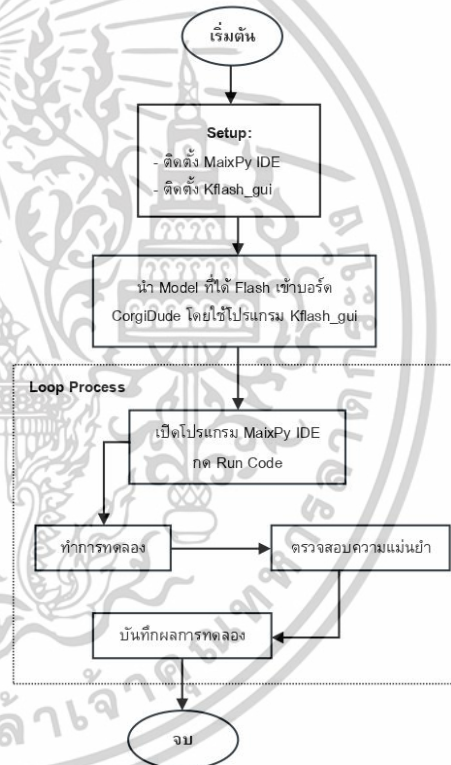 เริ่มต้น
Setup:
- ติดตั้ง MaixPy IDE
- ติดตั้ง Kflash_gui
นำ Model ที่ได้ Flash เข้าบอร์ด
CorgiDude โดยใช้โปรแกรม Kflash_gui
Loop Process
เปิดโปรแกรม MaixPy IDE
กด Run Code
ทำการทดลอง
ตรวจสอบความแม่นยำ
บันทึกผลการทดลอง
จบ